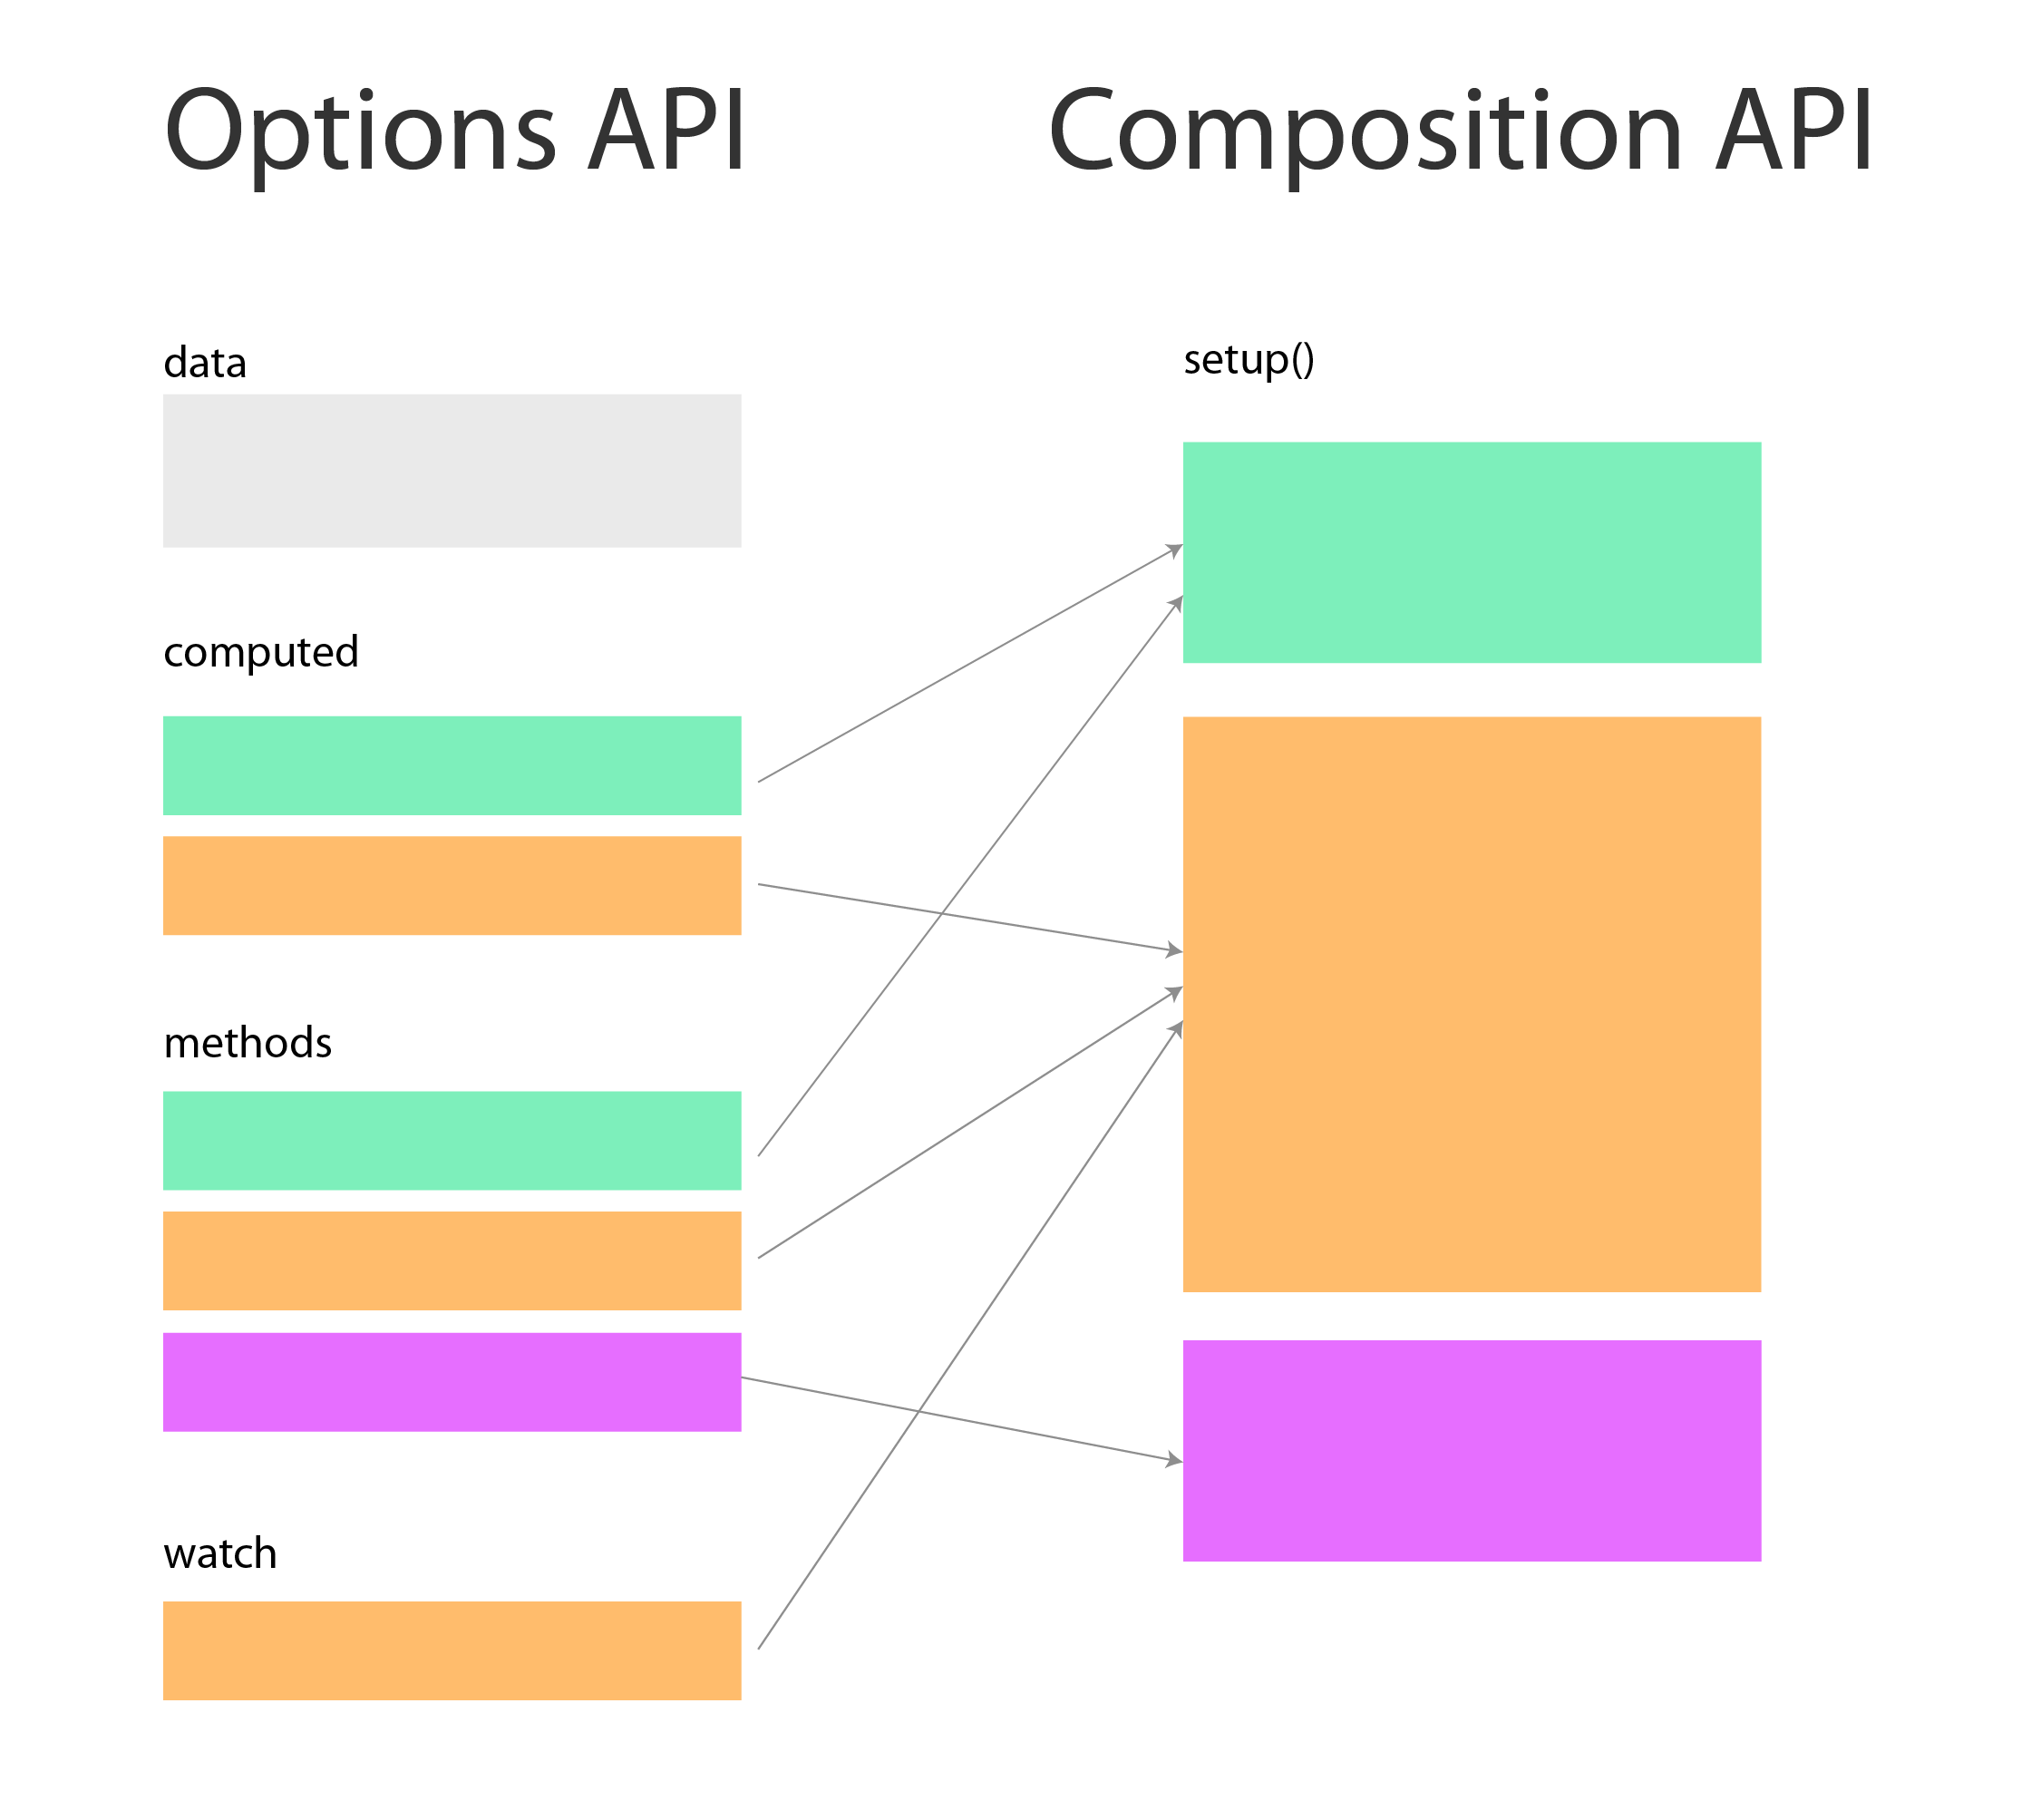 Options API
Composition API
data
computed
methods
watch
setup()